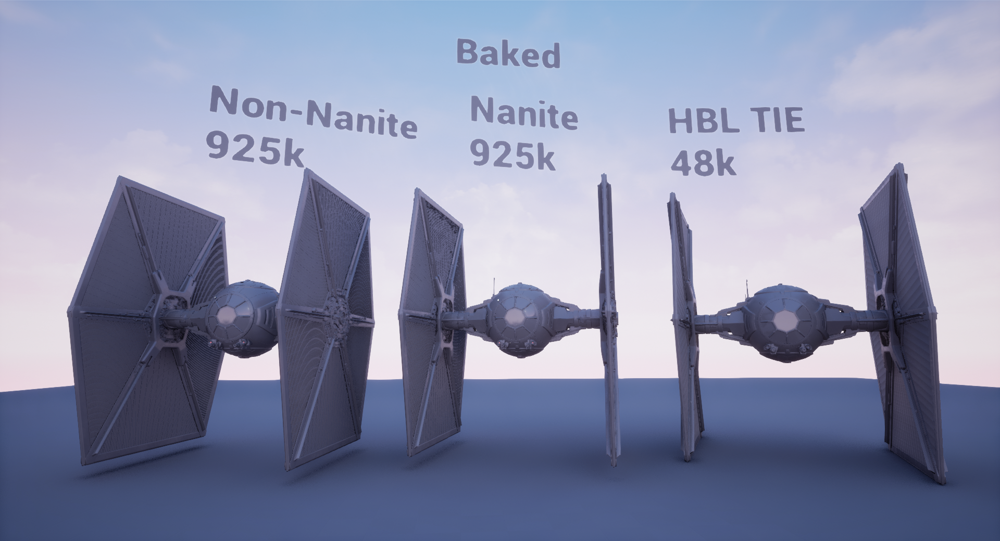 Baked
Non-Nanite
925k
Nanite
925k
HBL TIE
48k